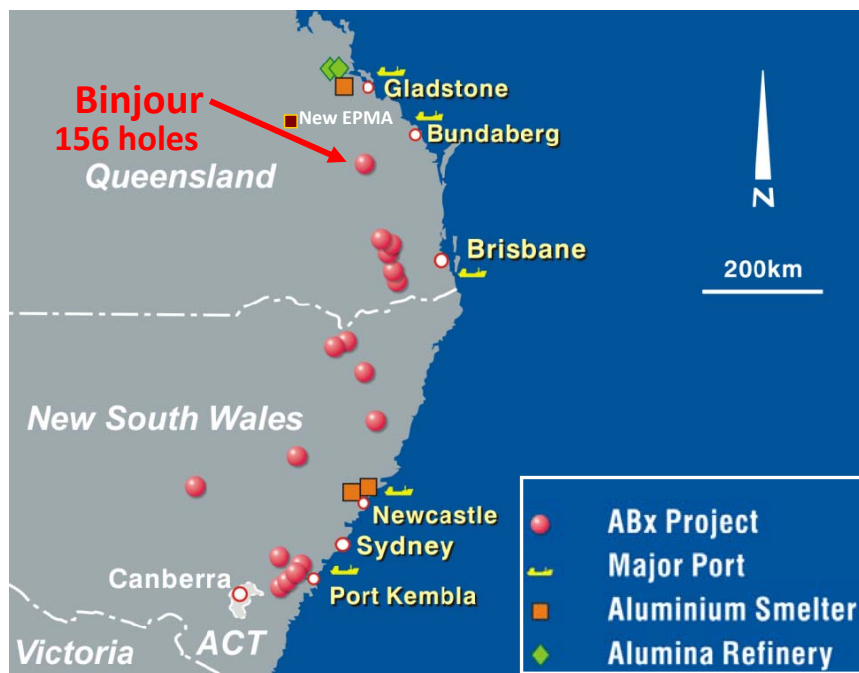 Gladstone
Binjour
New EPMA
156 holes
Bundaberg
Queensland
Brisbane
N
200km
New South Wales
Newcastle
Sydney
Canberra
Port Kembla
ACT
Victoria
ABx Project
Major Port
Aluminium Smelter
Alumina Refinery